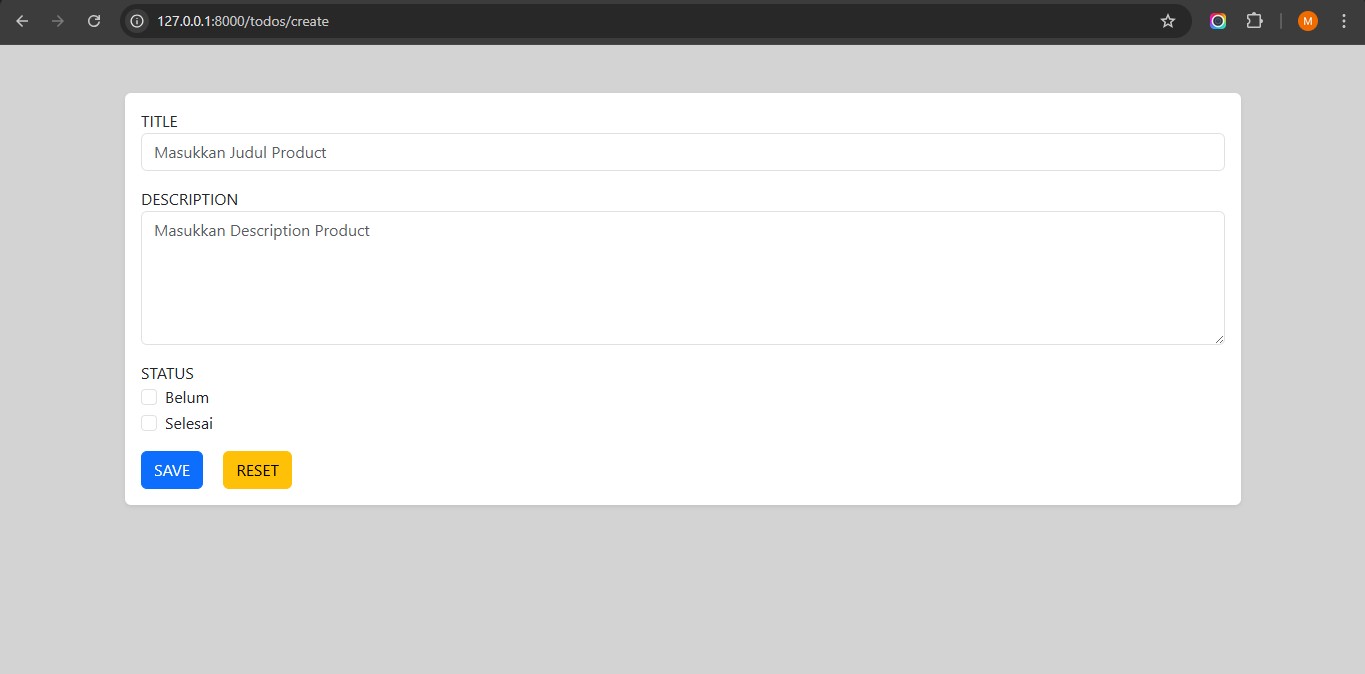 127.0.0.1:8000/todos/create
M
TITLE
Masukkan Judul Product
DESCRIPTION
Masukkan Description Product
STATUS
Belum
Selesai
SAVE RESET